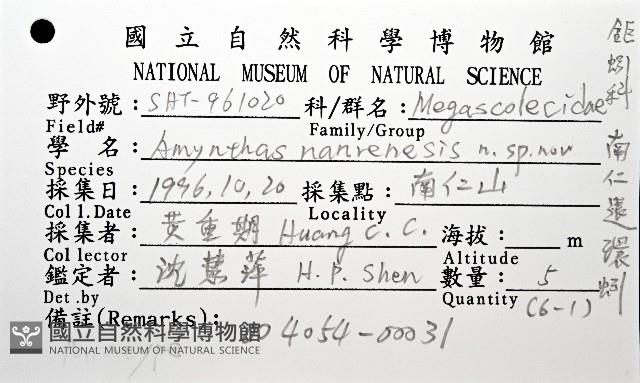 國立自然科學博物館
NATIONAL MUSEUM OF NATURAL SCIENCE
野外號：SHT-961020 科/群名：Megascolecidae
Field# Family/Group
學 名：Amynthas nanrenensis n. sp. nov
Species
採集日：1996,10,20 採集點：南仁山
Coll.Date Locality
採集者：黃重期 Huang C. C. 海拔： m
Collector Altitude
鑑定者：沈慧萍 H. P. Shen 數量：5
Det.by Quantity (6-1)
備註(Remarks)： 4054-00031
國立自然科學博物館
NATIONAL MUSEUM OF NATURAL SCIENCE
鉅蚓科 南仁遠環蚓